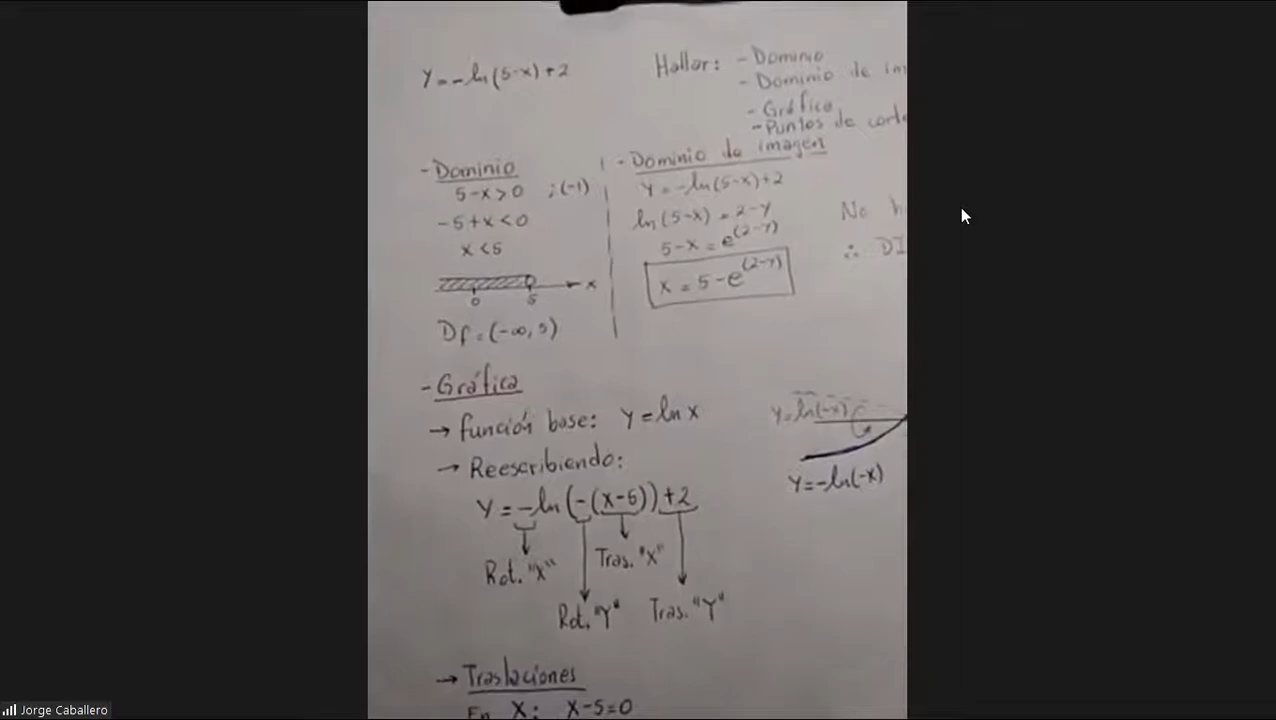 Y = -ln(5-x)+2
Hallar: - Dominio
- Dominio de
- Gráfica
- Puntos de
- Dominio
5-x>0 ; (-1)
-5+x<0
x<5
0 5 x
Df = (-∞, 5)
- Dominio de imagen
Y = -ln(5-x)+2
ln(5-x) = 2-Y
5-x = e^(2-Y)
x = 5-e^(2-Y)
No
∴ DI
- Gráfica
→ función base: Y = ln x
→ Reescribiendo:
Y = -ln(-(x-5))+2
Rot. "X"
Tras. "X"
Rot. "Y"
Tras. "Y"
Y=ln(-x)
Y=-ln(-x)
→ Traslaciones
En X: X-5=0
Jorge Caballero